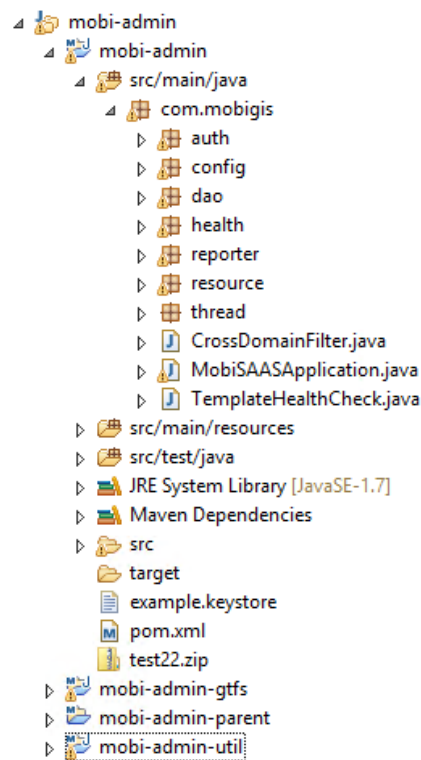 mobi-admin
mobi-admin
src/main/java
com.mobigis
auth
config
dao
health
reporter
resource
thread
CrossDomainFilter.java
MobiSAASApplication.java
TemplateHealthCheck.java
src/main/resources
src/test/java
JRE System Library [JavaSE-1.7]
Maven Dependencies
src
target
example.keystore
pom.xml
test22.zip
mobi-admin-gtfs
mobi-admin-parent
mobi-admin-util